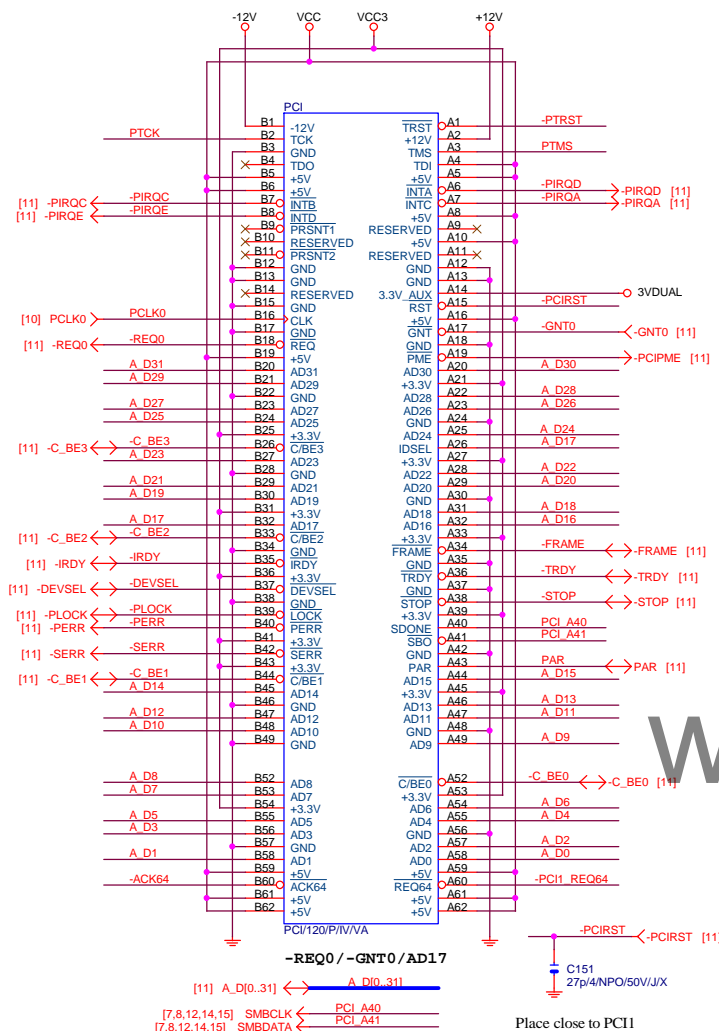 -12V VCC VCC3 +12V
PCI
B1 -12V TRST A1 -PTRST
PTCK B2 TCK +12V A2
B3 GND TMS A3 PTMS
B4 TDO TDI A4
B5 +5V +5V A5
B6 +5V INTA A6 -PIRQD -PIRQD [11]
[11] -PIRQC -PIRQC B7 INTB INTC A7 -PIRQA -PIRQA [11]
[11] -PIRQE -PIRQE B8 INTD +5V A8
B9 PRSNT1 RESERVED A9
B10 RESERVED +5V A10
B11 PRSNT2 RESERVED A11
B12 GND GND A12
B13 GND GND A13
B14 RESERVED 3.3V_AUX A14 3VDUAL
B15 GND RST A15 -PCIRST
[10] PCLK0 PCLK0 B16 CLK +5V A16
B17 GND GNT A17 -GNT0 -GNT0 [11]
[11] -REQ0 -REQ0 B18 REQ GND A18
B19 +5V PME A19 -PCIPME [11]
A_D31 B20 AD31 AD30 A20 A_D30
A_D29 B21 AD29 +3.3V A21
B22 GND AD28 A22 A_D28
A_D27 B23 AD27 AD26 A23 A_D26
A_D25 B24 AD25 GND A24
B25 +3.3V AD24 A25 A_D24
[11] -C_BE3 -C_BE3 B26 C/BE3 IDSEL A26 A_D17
A_D23 B27 AD23 +3.3V A27
B28 GND AD22 A28 A_D22
A_D21 B29 AD21 AD20 A29 A_D20
A_D19 B30 AD19 GND A30
B31 +3.3V AD18 A31 A_D18
A_D17 B32 AD17 AD16 A32 A_D16
[11] -C_BE2 -C_BE2 B33 C/BE2 +3.3V A33
B34 GND FRAME A34 -FRAME -FRAME [11]
[11] -IRDY -IRDY B35 IRDY GND A35
B36 +3.3V TRDY A36 -TRDY -TRDY [11]
[11] -DEVSEL -DEVSEL B37 DEVSEL GND A37
B38 GND STOP A38 -STOP -STOP [11]
[11] -PLOCK -PLOCK B39 LOCK +3.3V A39
[11] -PERR -PERR B40 PERR SDONE A40 PCI_A40
B41 +3.3V SBO A41 PCI_A41
[11] -SERR -SERR B42 SERR GND A42
B43 +3.3V PAR A43 PAR PAR [11]
[11] -C_BE1 -C_BE1 B44 C/BE1 AD15 A44 A_D15
A_D14 B45 AD14 +3.3V A45
B46 GND AD13 A46 A_D13
A_D12 B47 AD12 AD11 A47 A_D11
A_D10 B48 AD10 GND A48
B49 GND AD9 A49 A_D9
W
A_D8 B52 AD8 C/BE0 A52 -C_BE0 -C_BE0 [11]
A_D7 B53 AD7 +3.3V A53
B54 +3.3V AD6 A54 A_D6
A_D5 B55 AD5 AD4 A55 A_D4
A_D3 B56 AD3 GND A56
B57 GND AD2 A57 A_D2
A_D1 B58 AD1 AD0 A58 A_D0
B59 +5V +5V A59
-ACK64 B60 ACK64 REQ64 A60 -PCI1_REQ64
B61 +5V +5V A61
B62 +5V +5V A62
PCI/120/P/IV/VA
-PCIRST -PCIRST [11]
-REQ0/-GNT0/AD17
C151
27p/4/NPO/50V/J/X
[11] A_D[0..31] A_D[0..31]
[7,8,12,14,15] SMBCLK PCI_A40
[7,8,12,14,15] SMBDATA PCI_A41
Place close to PCI1